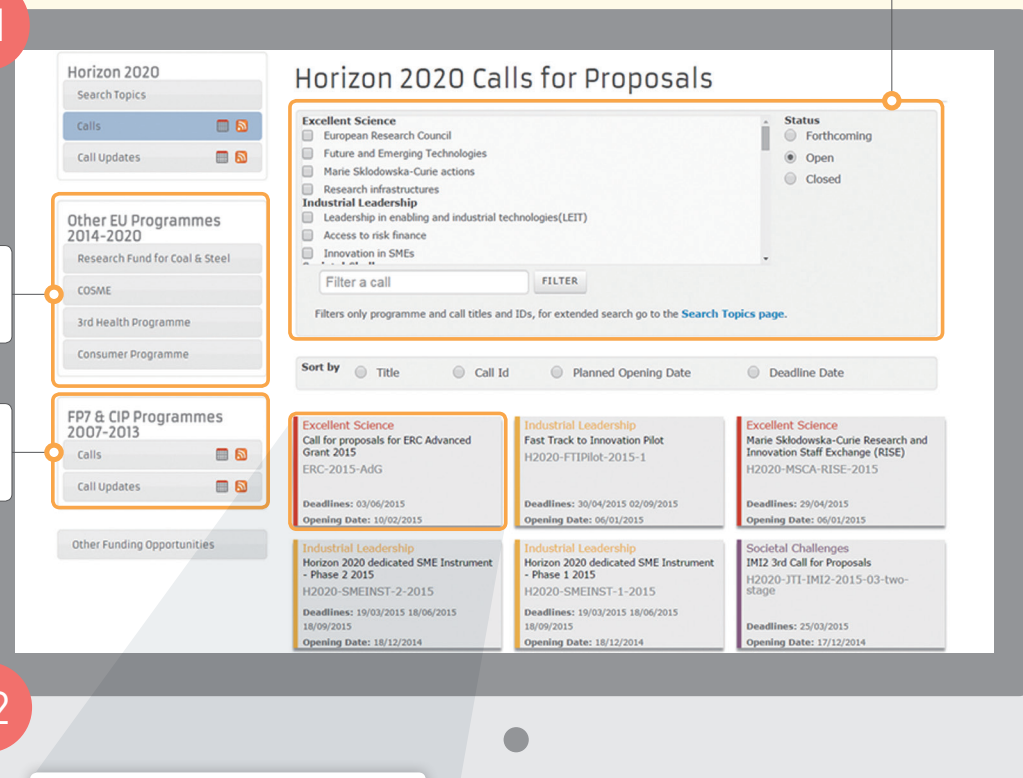 1
Horizon 2020
Search Topics
Calls
Call Updates
Other EU Programmes
2014-2020
Research Fund for Coal & Steel
COSME
3rd Health Programme
Consumer Programme
FP7 & CIP Programmes
2007-2013
Calls
Call Updates
Other Funding Opportunities
Horizon 2020 Calls for Proposals
Excellent Science
European Research Council
Future and Emerging Technologies
Marie Skłodowska-Curie actions
Research infrastructures
Industrial Leadership
Leadership in enabling and industrial technologies(LEIT)
Access to risk finance
Innovation in SMEs
Status
Forthcoming
Open
Closed
Filter a call
FILTER
Filters only programme and call titles and IDs, for extended search go to the Search Topics page.
Sort by Title Call Id Planned Opening Date Deadline Date
Excellent Science
Call for proposals for ERC Advanced
Grant 2015
ERC-2015-AdG
Deadlines: 03/06/2015
Opening Date: 10/02/2015
Industrial Leadership
Fast Track to Innovation Pilot
H2020-FTIPilot-2015-1
Deadlines: 30/04/2015 02/09/2015
Opening Date: 06/01/2015
Excellent Science
Marie Skłodowska-Curie Research and
Innovation Staff Exchange (RISE)
H2020-MSCA-RISE-2015
Deadlines: 29/04/2015
Opening Date: 06/01/2015
Industrial Leadership
Horizon 2020 dedicated SME Instrument
- Phase 2 2015
H2020-SMEINST-2-2015
Deadlines: 19/03/2015 18/06/2015
18/09/2015
Opening Date: 18/12/2014
Industrial Leadership
Horizon 2020 dedicated SME Instrument
- Phase 1 2015
H2020-SMEINST-1-2015
Deadlines: 19/03/2015 18/06/2015
18/09/2015
Opening Date: 18/12/2014
Societal Challenges
IMI2 3rd Call for Proposals
H2020-JTI-IMI2-2015-03-two-
stage
Deadlines: 25/03/2015
Opening Date: 17/12/2014
2